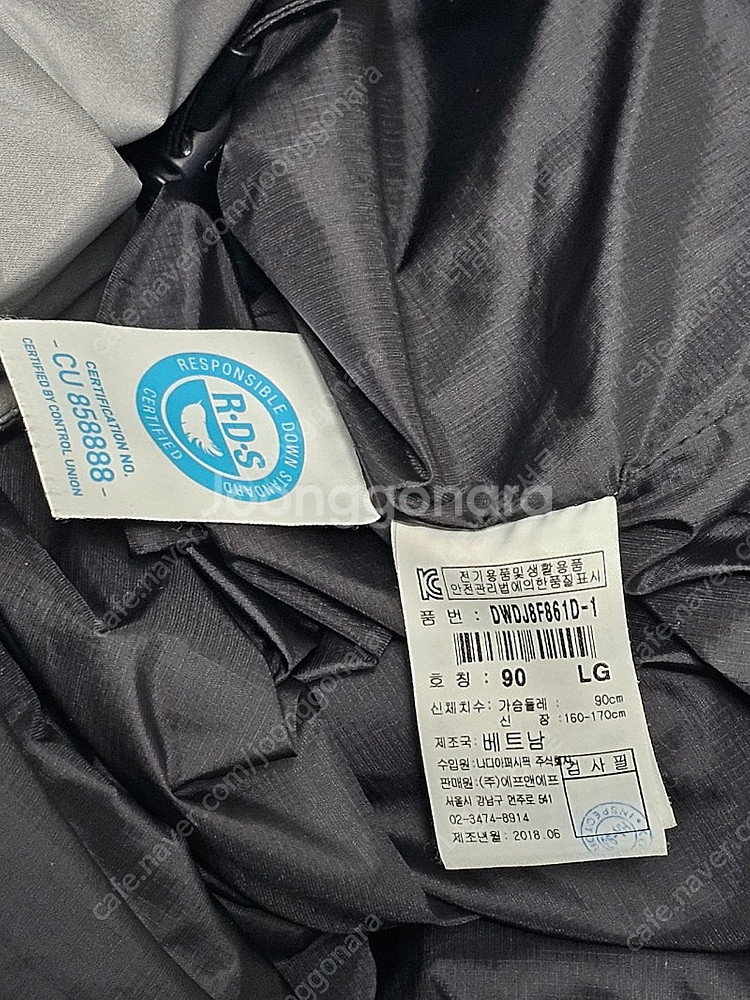 RESPONSIBLE DOWN STANDARD
R·D·S
CERTIFIED
CERTIFICATION NO.
- CU 858888 -
CERTIFIED BY CONTROL UNION
Joonggonara
전기용품및생활용품
안전관리법에의한품질표시
품 번 : DWDJ8F861D-1
호 칭 : 90 LG
신체치수: 가슴둘레 : 90cm
신 장 :160-170cm
제조국: 베트남
수입원:나디아퍼시픽 주식회사
판매원:(주)에프앤에프
서울시 강남구 언주로 541
02-3474-8914
제조년월: 2018.06
검 사 필
INSPECT
cafe.naver.com/joonggonara